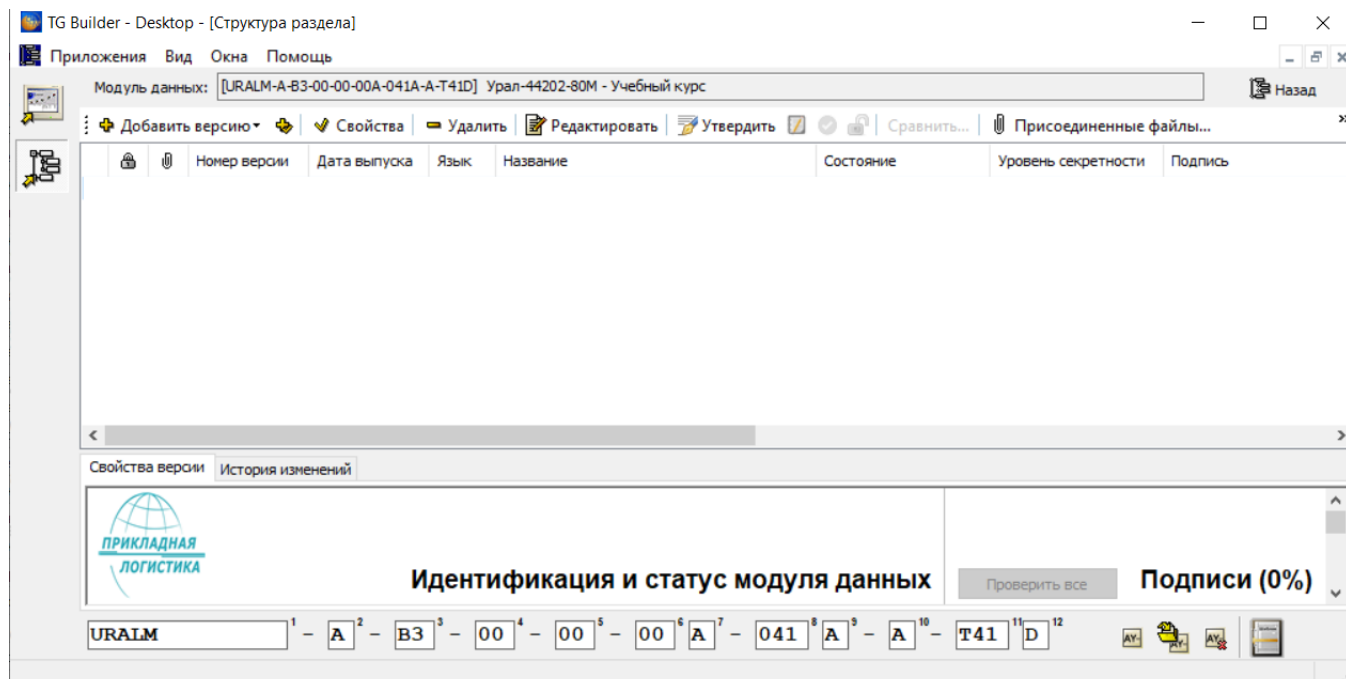 TG Builder - Desktop - [Структура раздела]
Приложения Вид Окна Помощь
Модуль данных: [URALM-A-B3-00-00-00A-041A-A-T41D] Урал-44202-80М - Учебный курс Назад
Добавить версию Свойства Удалить Редактировать Утвердить Сравнить... Присоединенные файлы... »
Номер версии Дата выпуска Язык Название Состояние Уровень секретности Подпись
Свойства версии История изменений
ПРИКЛАДНАЯ
ЛОГИСТИКА
Идентификация и статус модуля данных Проверить все Подписи (0%)
URALM 1 - A 2 - B3 3 - 00 4 - 00 5 - 00 6 A 7 - 041 8 A 9 - A 10 - T41 11 D 12 AY- AY- AY-